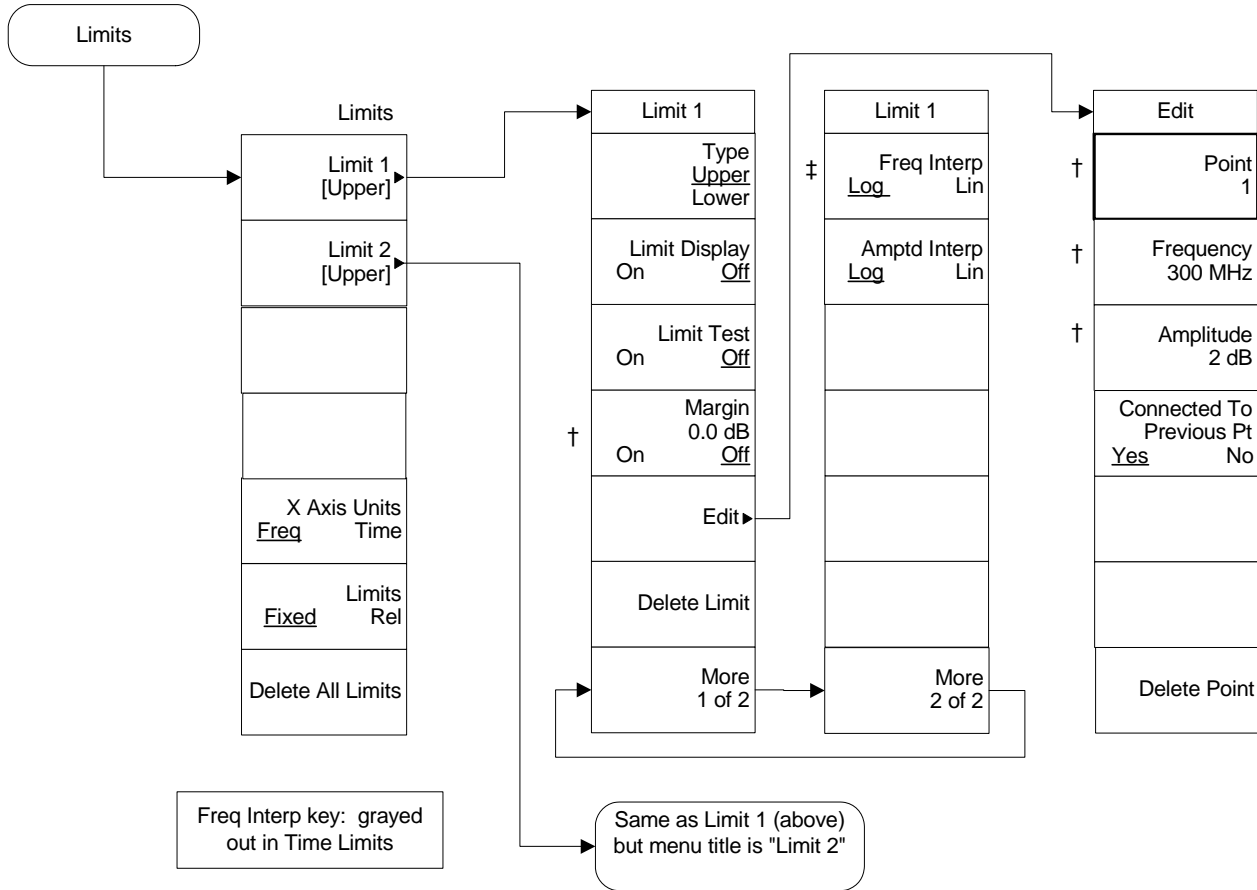 Limits
Limits
Limit 1
[Upper]
Limit 2
[Upper]
X Axis Units
Freq Time
Limits
Fixed Rel
Delete All Limits
Limit 1
Type
Upper
Lower
Limit Display
On Off
Limit Test
On Off
†
Margin
0.0 dB
On Off
Edit
Delete Limit
More
1 of 2
Limit 1
‡
Freq Interp
Log Lin
Amptd Interp
Log Lin
More
2 of 2
Edit
†
Point
1
†
Frequency
300 MHz
†
Amplitude
2 dB
Connected To
Previous Pt
Yes No
Delete Point
Freq Interp key: grayed
out in Time Limits
Same as Limit 1 (above)
but menu title is "Limit 2"